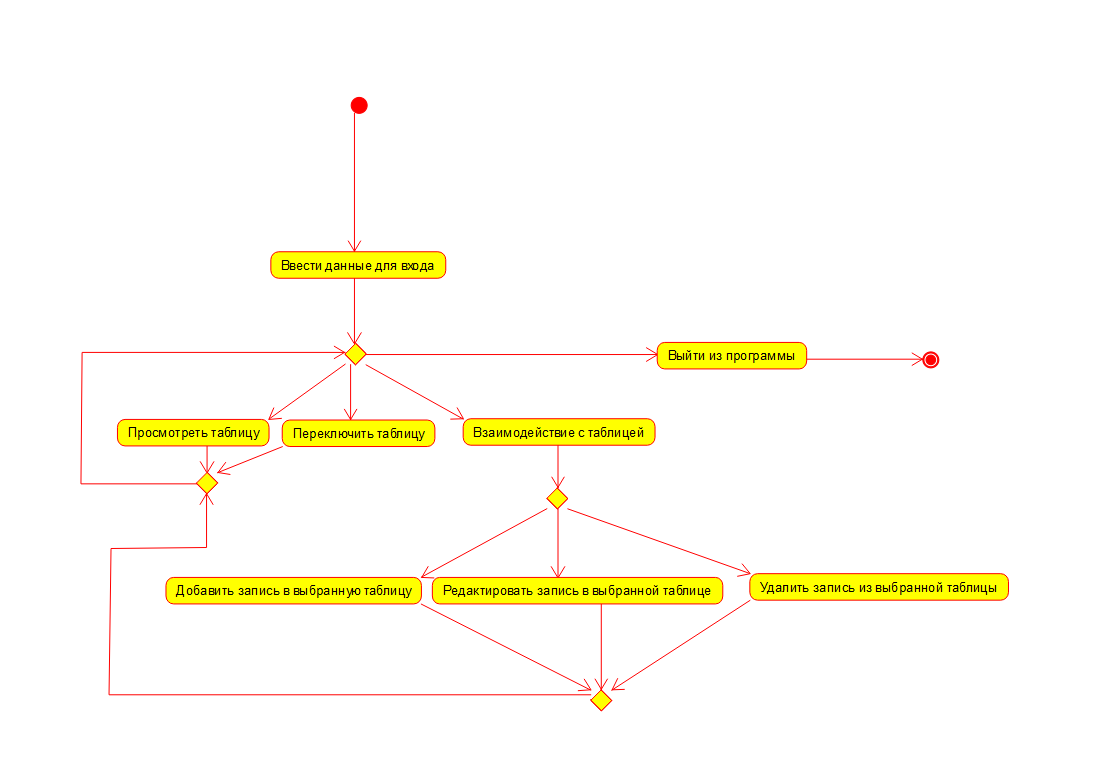 Ввести данные для входа
Выйти из программы
Просмотреть таблицу
Переключить таблицу
Взаимодействие с таблицей
Добавить запись в выбранную таблицу
Редактировать запись в выбранной таблице
Удалить запись из выбранной таблицы